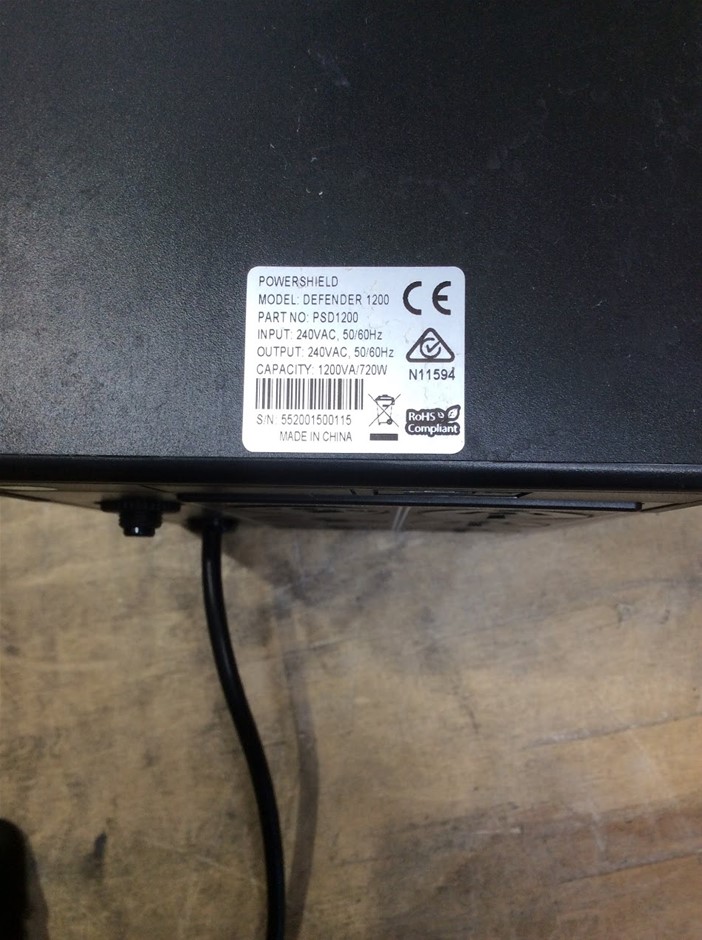 POWERSHIELD
MODEL: DEFENDER 1200
PART NO: PSD1200
INPUT: 240VAC, 50/60Hz
OUTPUT: 240VAC, 50/60Hz
CAPACITY: 1200VA/720W
S/N: 552001500115
MADE IN CHINA
CE
N11594
RoHS
Compliant